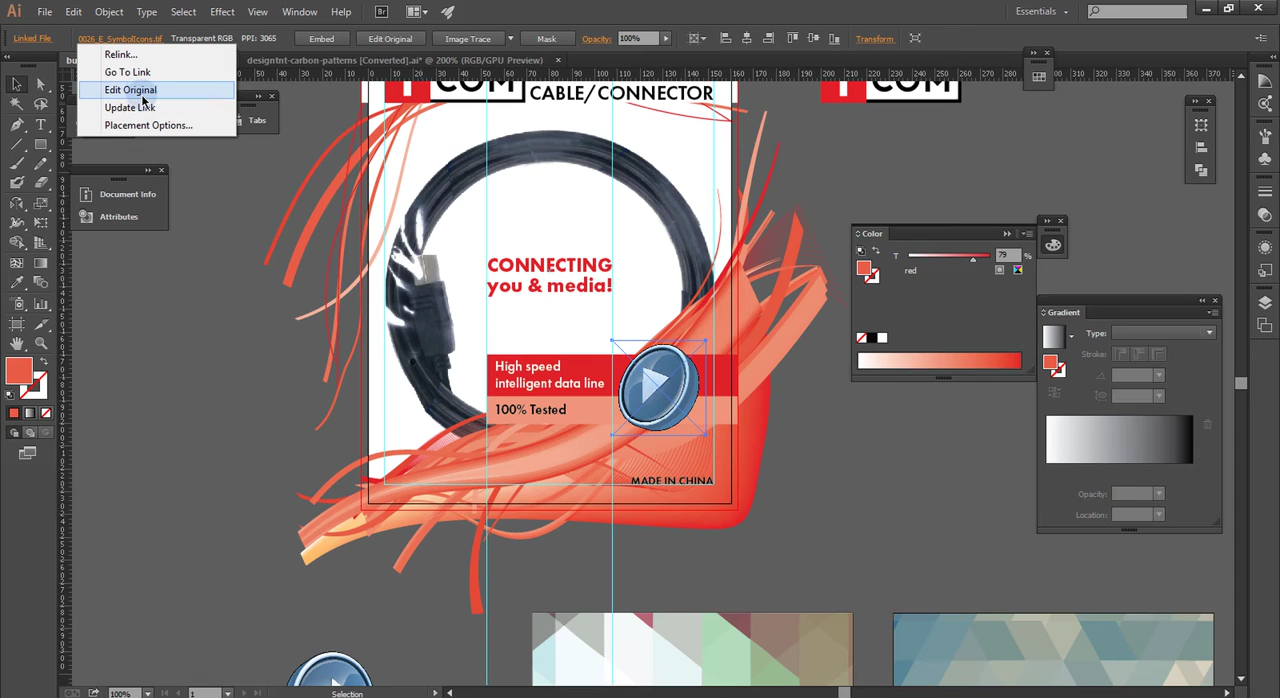 Ai File Edit Object Type Select Effect View Window Help Br Essentials
Linked File 0026_E_SymbolIcons.tif Transparent RGB PPI: 3065 Embed Edit Original Image Trace Mask Opacity: 100% Transform
designtnt-carbon-patterns [Converted].ai* @ 200% (RGB/GPU Preview)
Relink...
Go To Link
Edit Original
Update Link
Placement Options...
Tabs
Document Info
Attributes
COM CABLE/CONNECTOR
COM
CONNECTING
you & media!
High speed
intelligent data line
100% Tested
MADE IN CHINA
Color
T 79 %
red
Gradient
Type:
Stroke:
Opacity:
Location:
100% 1 Selection